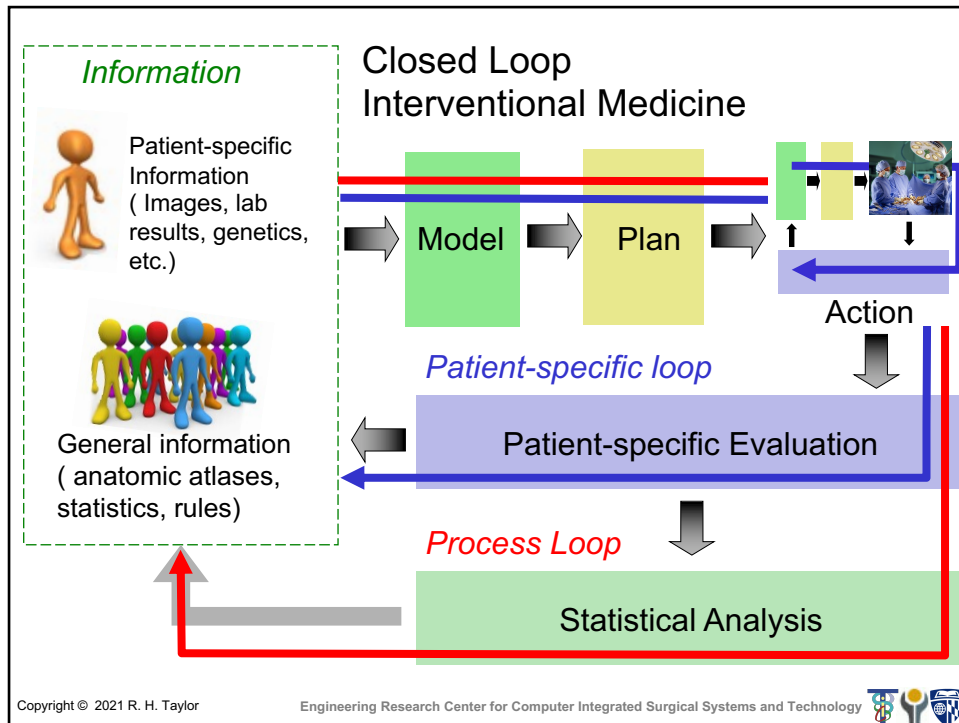 Information
Closed Loop
Interventional Medicine
Patient-specific
Information
( Images, lab
results, genetics,
etc.)
Model
Plan
Action
General information
( anatomic atlases,
statistics, rules)
Patient-specific loop
Patient-specific Evaluation
Process Loop
Statistical Analysis
Copyright © 2021 R. H. Taylor
Engineering Research Center for Computer Integrated Surgical Systems and Technology